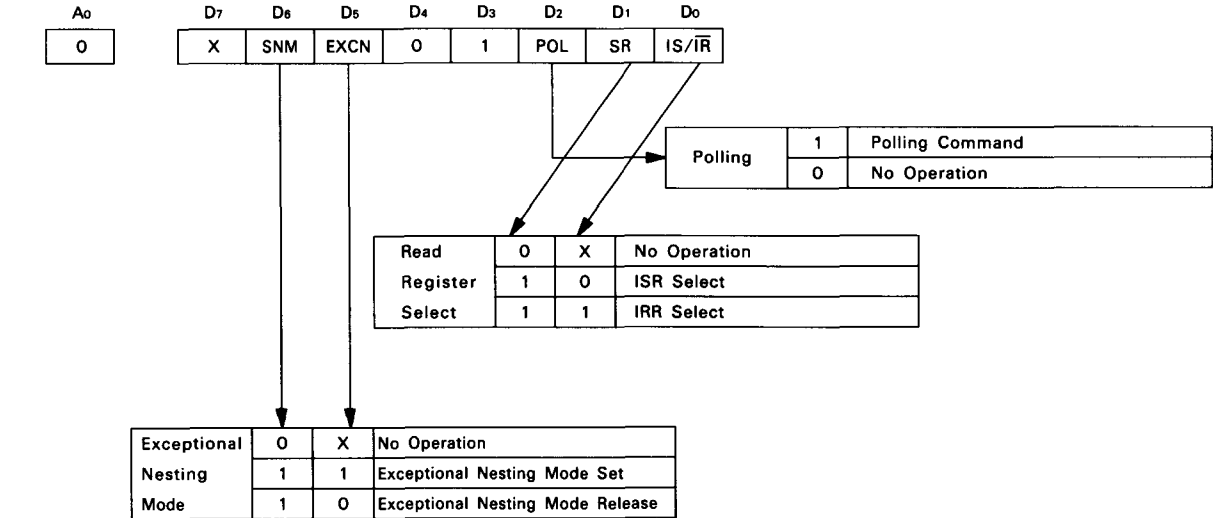 A0 D7 D6 D5 D4 D3 D2 D1 D0
0 X SNM EXCN 0 1 POL SR IS/I̅R̅
Polling 1 Polling Command
0 No Operation
Read 0 X No Operation
Register 1 0 ISR Select
Select 1 1 IRR Select
Exceptional 0 X No Operation
Nesting 1 1 Exceptional Nesting Mode Set
Mode 1 0 Exceptional Nesting Mode Release